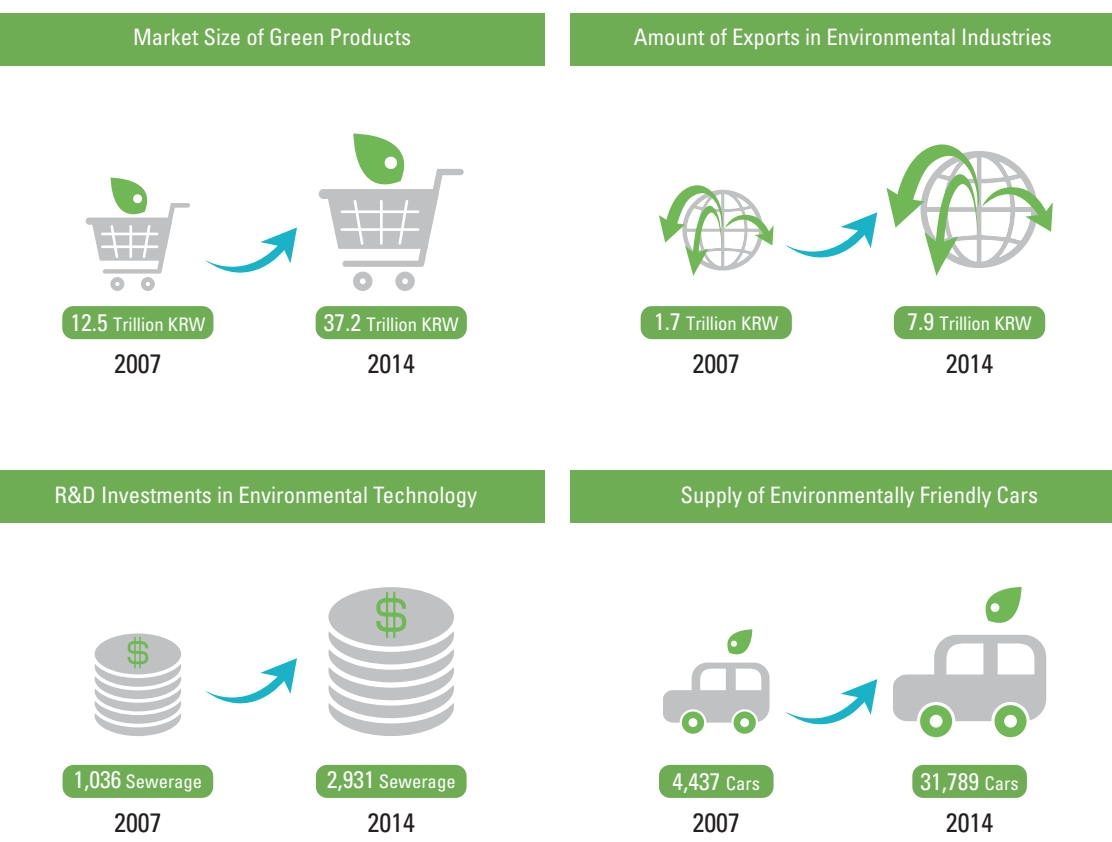 Market Size of Green Products
Amount of Exports in Environmental Industries
12.5 Trillion KRW
37.2 Trillion KRW
1.7 Trillion KRW
7.9 Trillion KRW
2007
2014
2007
2014
R&D Investments in Environmental Technology
Supply of Environmentally Friendly Cars
$
$
1,036 Sewerage
2,931 Sewerage
4,437 Cars
31,789 Cars
2007
2014
2007
2014